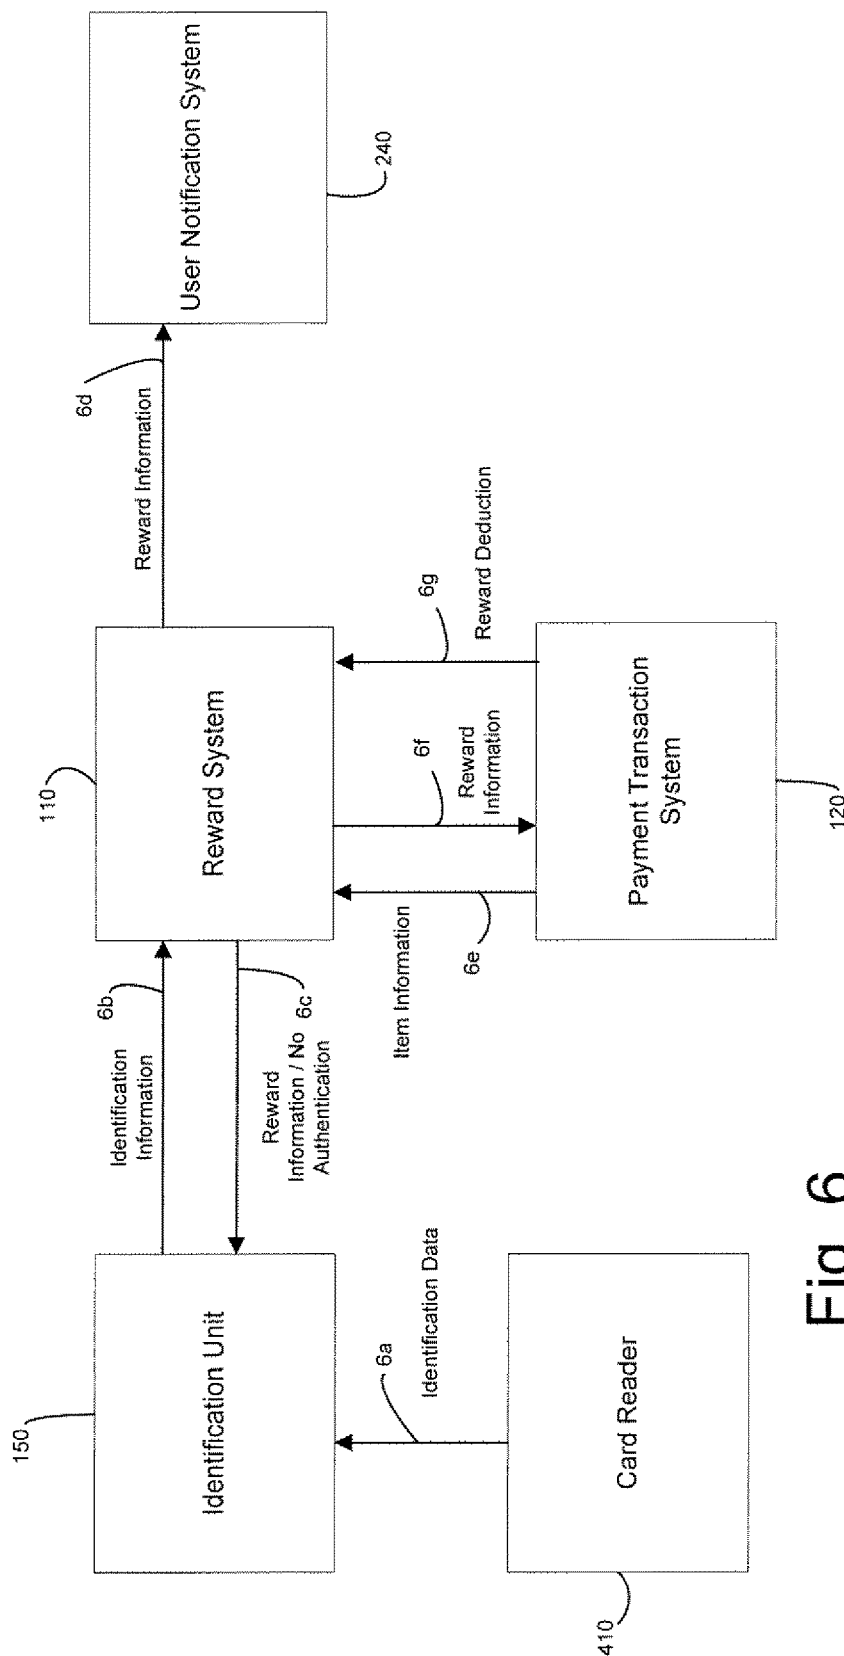 150
Identification Unit
6b
Identification
Information
6c
Reward
Information / No
Authentication
110
Reward System
6d
Reward Information
User Notification System
240
6a
Identification Data
410
Card Reader
6e
Item Information
6f
Reward
Information
6g
Reward Deduction
Payment Transaction
System
120
Fig. 6